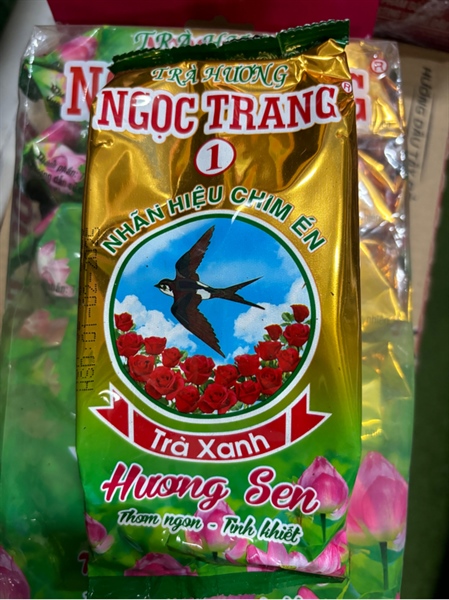 TRÀ HƯƠNG
NGỌC TRANG®
1
NHÃN HIỆU CHIM ÉN
Trà Xanh
Hương Sen
Thơm ngon - Tinh khiết